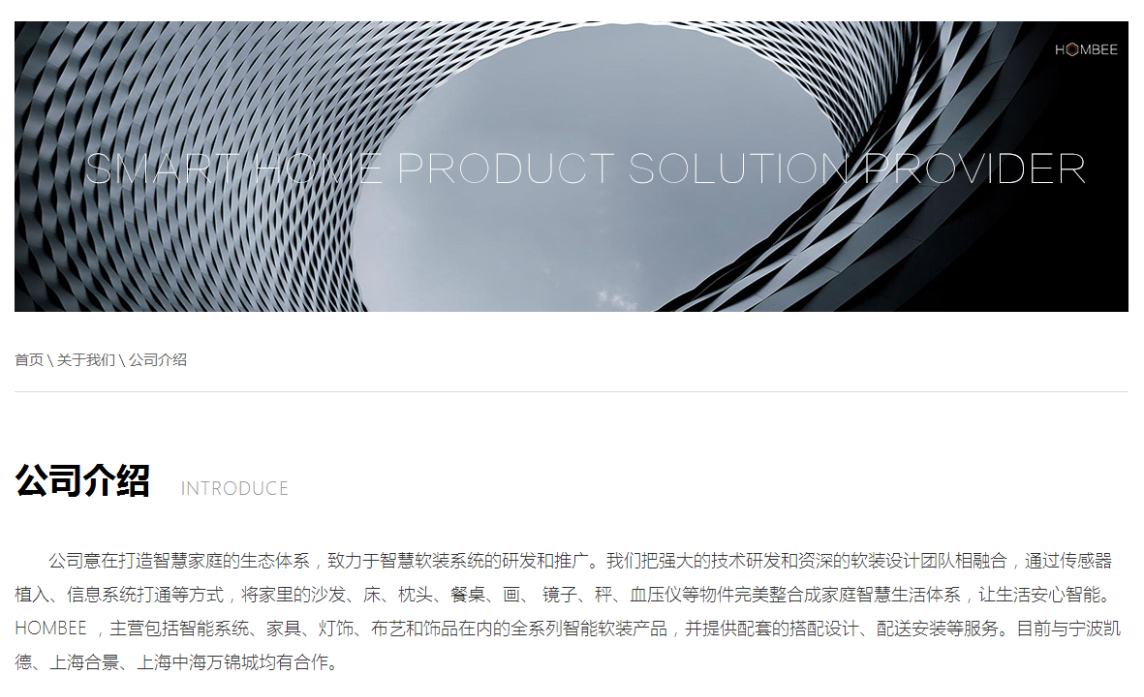 HOMBEE
SMART HOME PRODUCT SOLUTION PROVIDER
首页 \ 关于我们 \ 公司介绍
公司介绍 INTRODUCE
公司意在打造智慧家庭的生态体系，致力于智慧软装系统的研发和推广。我们把强大的技术研发和资深的软装设计团队相融合，通过传感器
植入、信息系统打通等方式，将家里的沙发、床、枕头、餐桌、画、 镜子、秤、血压仪等物件完美整合成家庭智慧生活体系，让生活安心智能。
HOMBEE ，主营包括智能系统、家具、灯饰、布艺和饰品在内的全系列智能软装产品，并提供配套的搭配设计、配送安装等服务。目前与宁波凯
德、上海合景、上海中海万锦城均有合作。